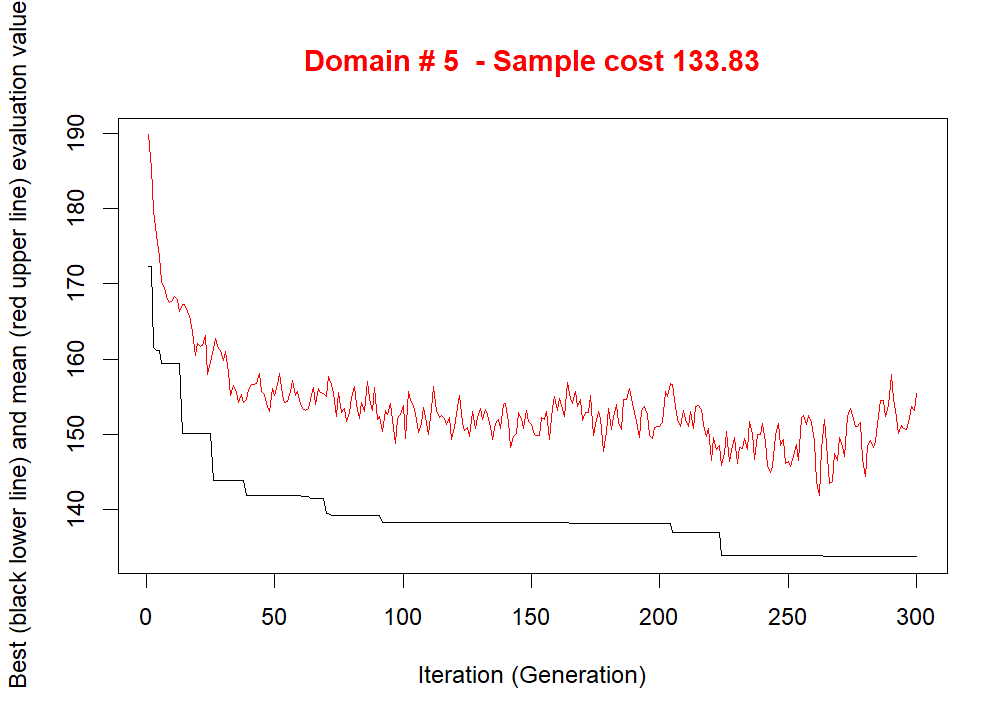 Domain # 5  - Sample cost 133.83
Best (black lower line) and mean (red upper line) evaluation value
190
180
170
160
150
140
0 50 100 150 200 250 300
Iteration (Generation)